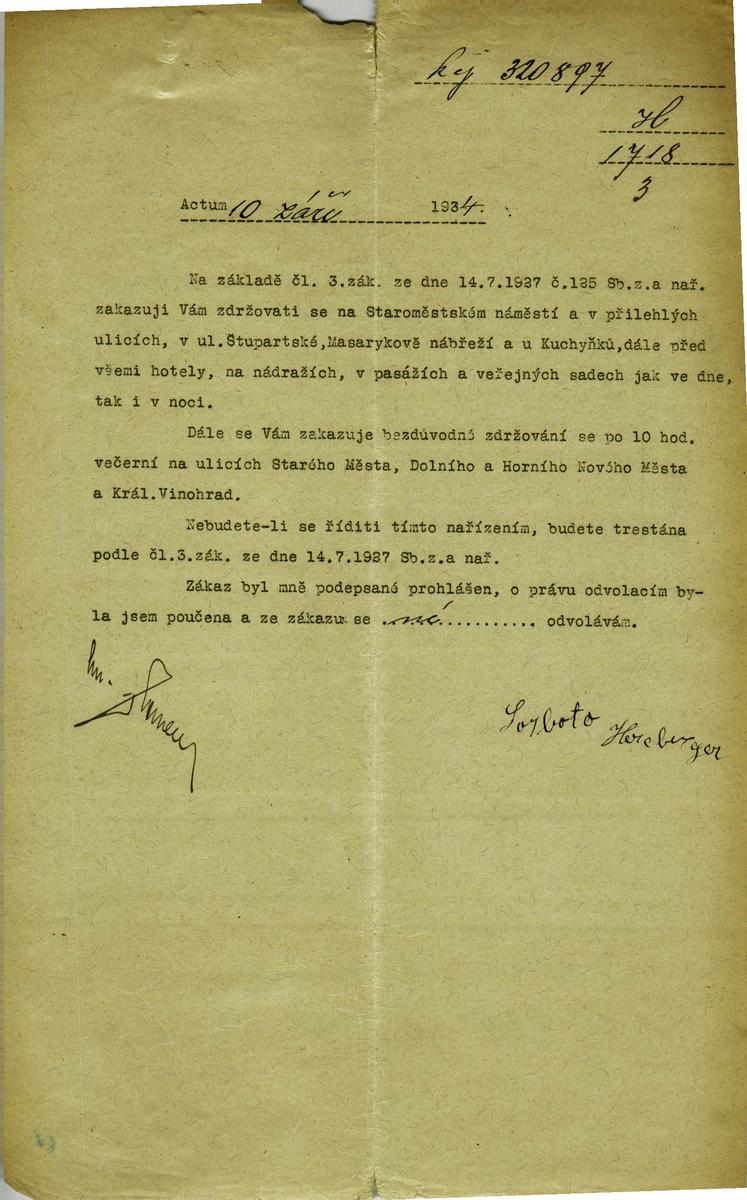 kej 320897
H
1718
3
Actum 10 září 1934.
Na základě čl. 3.zák. ze dne 14.7.1927 č.125 Sb.z.a nař.
zakazuji Vám zdržovati se na Staroměstském náměstí a v přilehlých
ulicích, v ul.Štupartské,Masarykově nábřeží a u Kuchyňků,dále před
všemi hotely, na nádražích, v pasážích a veřejných sadech jak ve dne,
tak i v noci.
Dále se Vám zakazuje bezdůvodné zdržování se po 10 hod.
večerní na ulicích Starého Města, Dolního a Horního Nového Města
a Král.Vinohrad.
Nebudete-li se říditi tímto nařízením, budete trestána
podle čl.3.zák. ze dne 14.7.1927 Sb.z.a nař.
Zákaz byl mně podepsané prohlášen, o právu odvolacím by-
la jsem poučena a ze zákazu se ............ odvolávám.